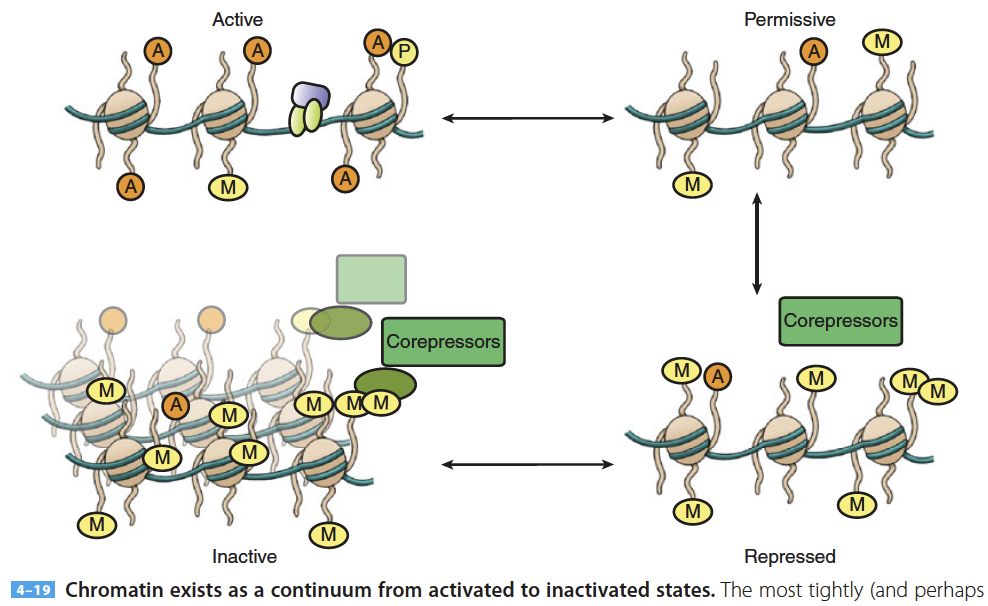 Active
Permissive
A
A
A
P
A
M
A
M
A
M
Corepressors
Corepressors
M
A
M
M
M
M
A
M
M
M
M
M
M
M
M
M
M
Inactive
Repressed
4–19 Chromatin exists as a continuum from activated to inactivated states. The most tightly (and perhaps